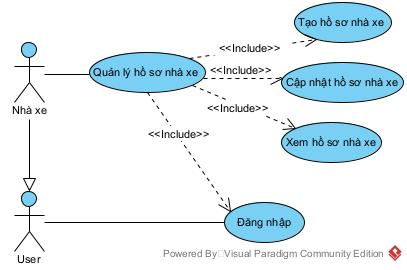 Tạo hồ sơ nhà xe
<<Include>>
Quản lý hồ sơ nhà xe
<<Include>>
Cập nhật hồ sơ nhà xe
<<Include>>
Nhà xe
<<Include>>
Xem hồ sơ nhà xe
Đăng nhập
User
Powered By Visual Paradigm Community Edition